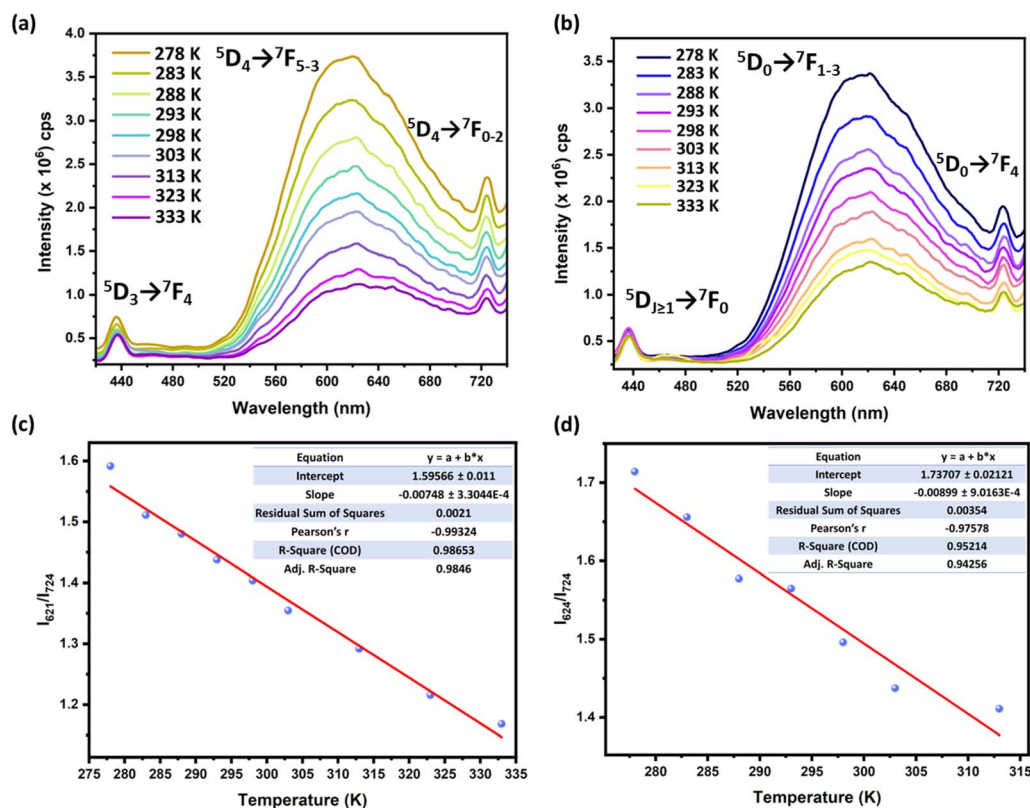 (a)
⁵D₄→⁷F₅₋₃
⁵D₄→⁷F₀₋₂
⁵D₃→⁷F₄
278 K
283 K
288 K
293 K
298 K
303 K
313 K
323 K
333 K
4.0
3.5
3.0
2.5
2.0
1.5
1.0
0.5
Intensity (x 10⁶) cps
440 480 520 560 600 640 680 720
Wavelength (nm)
(b)
⁵D₀→⁷F₁₋₃
⁵D₀→⁷F₄
⁵D_J≥1→⁷F₀
278 K
283 K
288 K
293 K
298 K
303 K
313 K
323 K
333 K
3.5
3.0
2.5
2.0
1.5
1.0
0.5
Intensity (x 10⁶) cps
440 480 520 560 600 640 680 720
Wavelength (nm)
(c)
Equation y = a + b*x
Intercept 1.59566 ± 0.011
Slope -0.00748 ± 3.3044E-4
Residual Sum of Squares 0.0021
Pearson's r -0.99324
R-Square (COD) 0.98653
Adj. R-Square 0.9846
1.6
1.5
1.4
1.3
1.2
I₆₂₁/I₇₂₄
275 280 285 290 295 300 305 310 315 320 325 330 335
Temperature (K)
(d)
Equation y = a + b*x
Intercept 1.73707 ± 0.02121
Slope -0.00899 ± 9.0163E-4
Residual Sum of Squares 0.00354
Pearson's r -0.97578
R-Square (COD) 0.95214
Adj. R-Square 0.94256
1.7
1.6
1.5
1.4
I₆₂₄/I₇₂₄
280 285 290 295 300 305 310 315
Temperature (K)